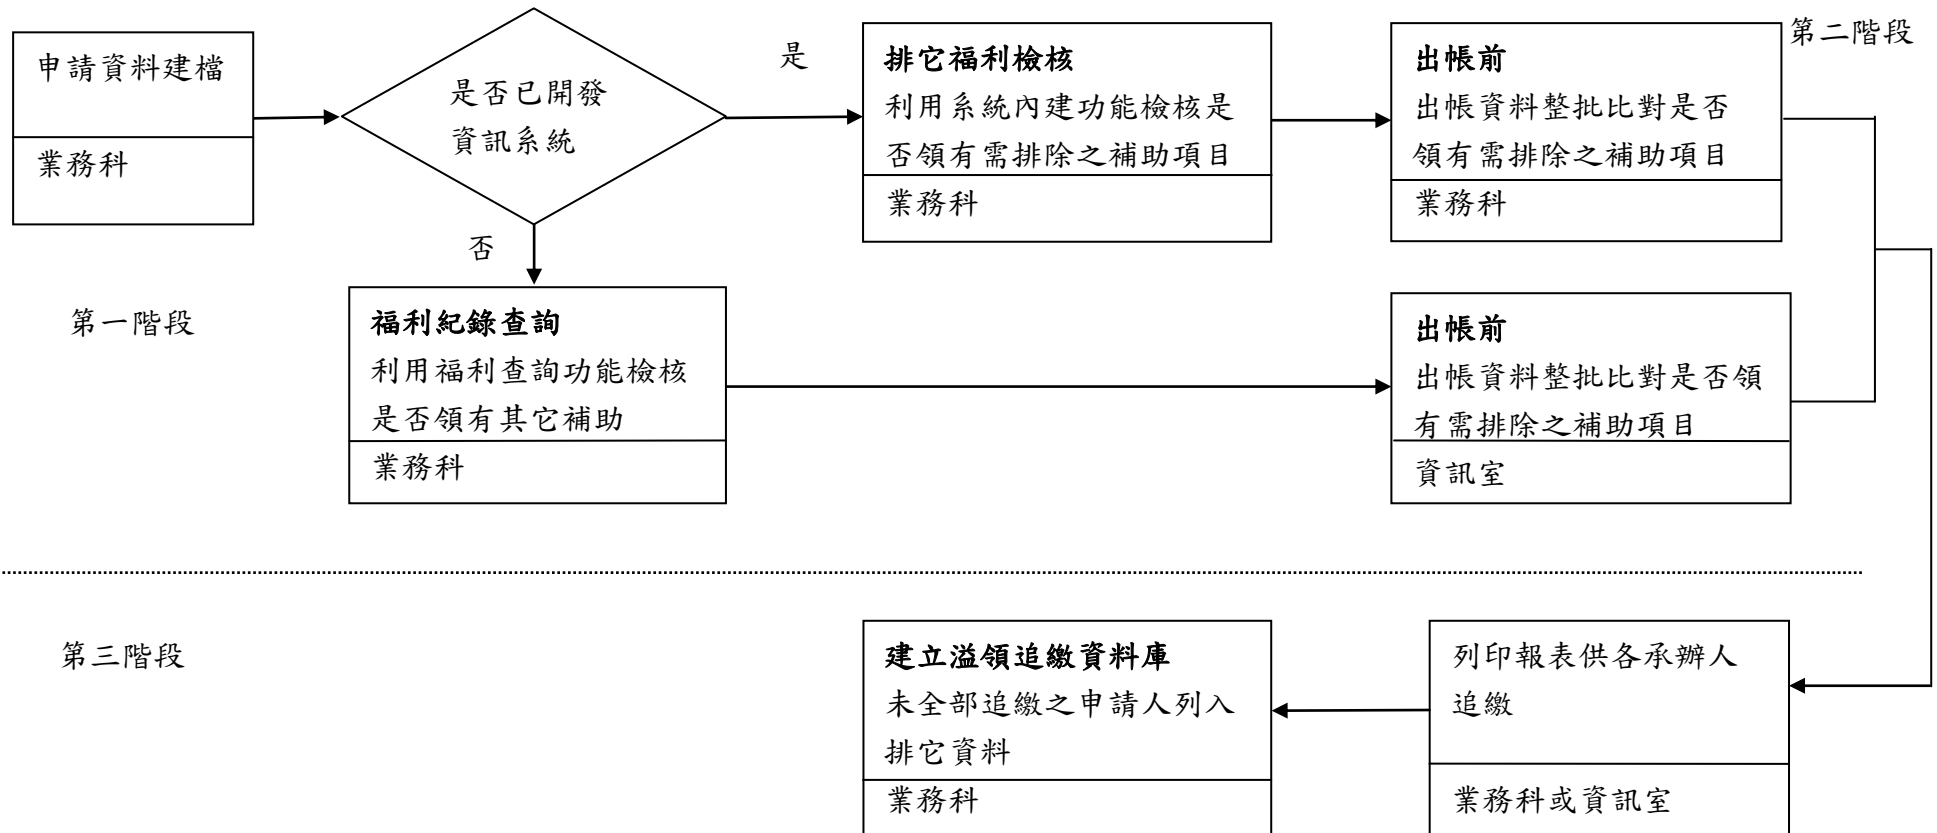 申請資料建檔
業務科
是否已開發
資訊系統
是
否
排它福利檢核
利用系統內建功能檢核是
否領有需排除之補助項目
業務科
出帳前
出帳資料整批比對是否
領有需排除之補助項目
業務科
第二階段
第一階段
福利紀錄查詢
利用福利查詢功能檢核
是否領有其它補助
業務科
出帳前
出帳資料整批比對是否領
有需排除之補助項目
資訊室
第三階段
建立溢領追繳資料庫
未全部追繳之申請人列入
排它資料
業務科
列印報表供各承辦人
追繳
業務科或資訊室